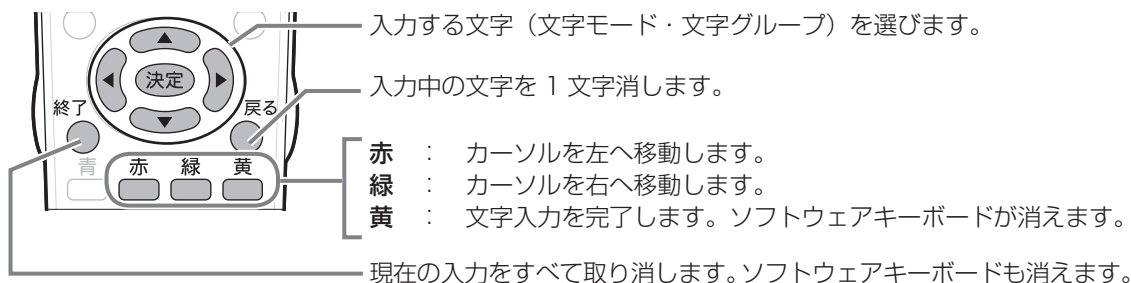 入力する文字（文字モード・文字グループ）を選びます。
決定
入力中の文字を 1 文字消します。
終了
戻る
青
赤
緑
黄
赤 ： カーソルを左へ移動します。
緑 ： カーソルを右へ移動します。
黄 ： 文字入力を完了します。ソフトウェアキーボードが消えます。
現在の入力をすべて取り消します。ソフトウェアキーボードも消えます。